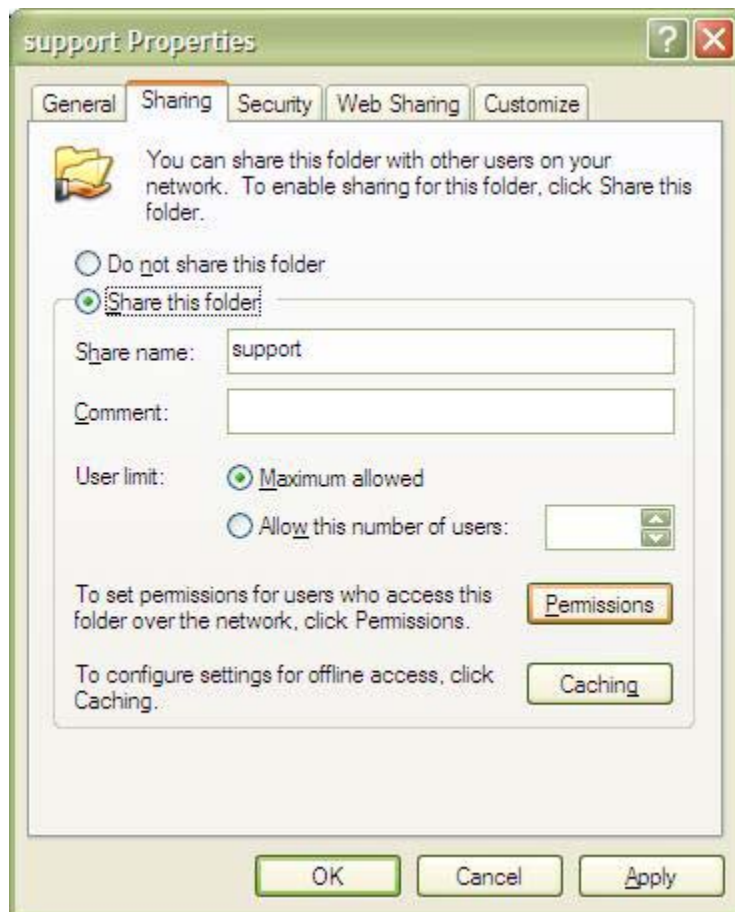 support Properties
General Sharing Security Web Sharing Customize
You can share this folder with other users on your
network. To enable sharing for this folder, click Share this
folder.
Do not share this folder
Share this folder
Share name: support
Comment:
User limit: Maximum allowed
Allow this number of users:
To set permissions for users who access this
folder over the network, click Permissions.
Permissions
To configure settings for offline access, click
Caching.
Caching
OK Cancel Apply